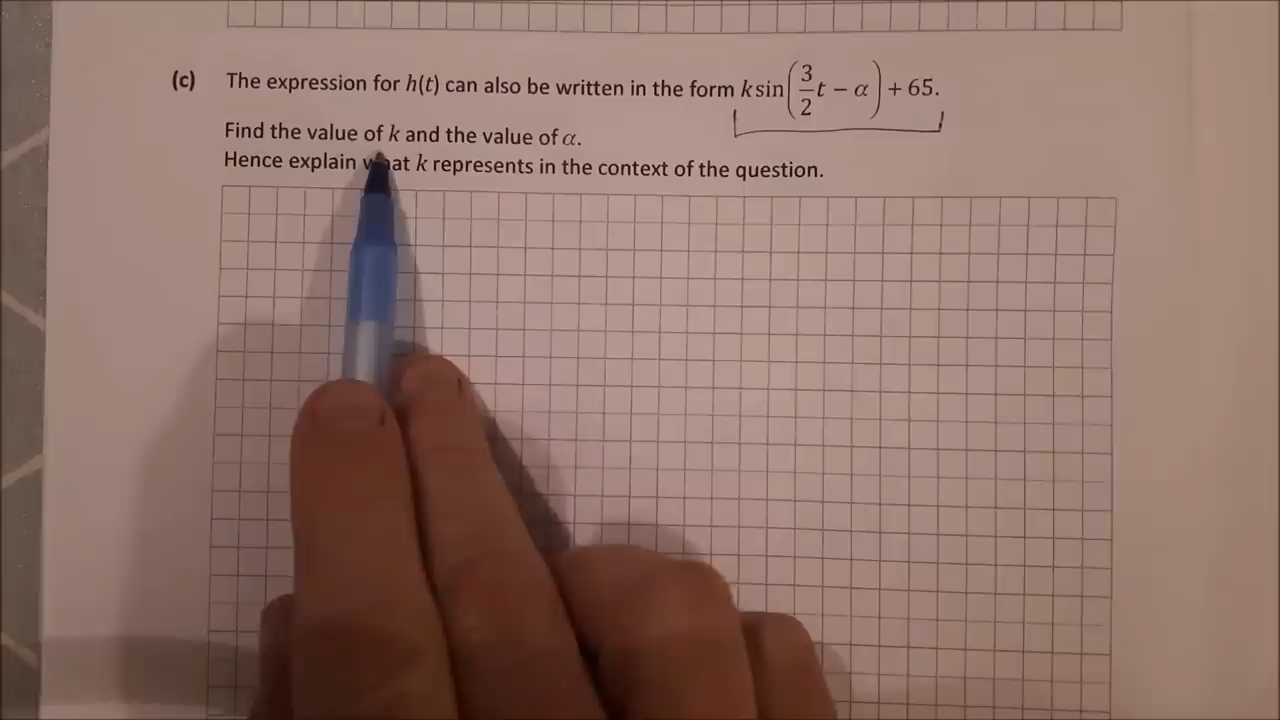 (c) The expression for h(t) can also be written in the form k sin(3/2 t − α) + 65.
Find the value of k and the value of α.
Hence explain what k represents in the context of the question.